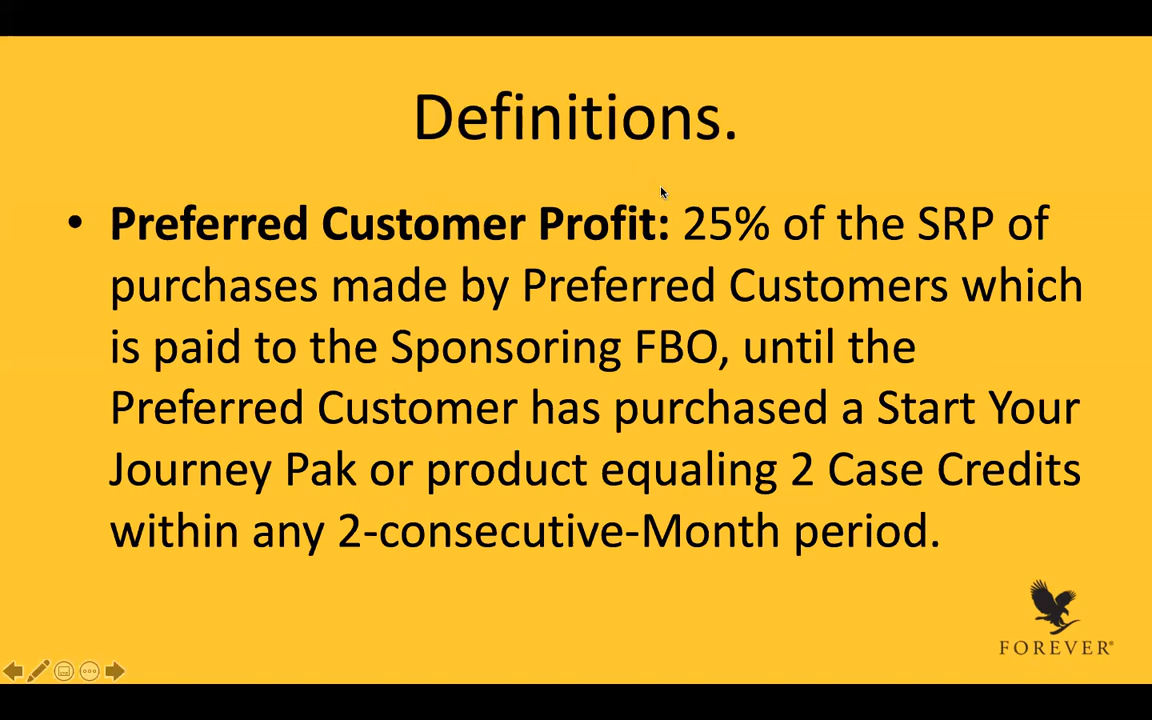 Definitions.
• Preferred Customer Profit: 25% of the SRP of
purchases made by Preferred Customers which
is paid to the Sponsoring FBO, until the
Preferred Customer has purchased a Start Your
Journey Pak or product equaling 2 Case Credits
within any 2-consecutive-Month period.
FOREVER®